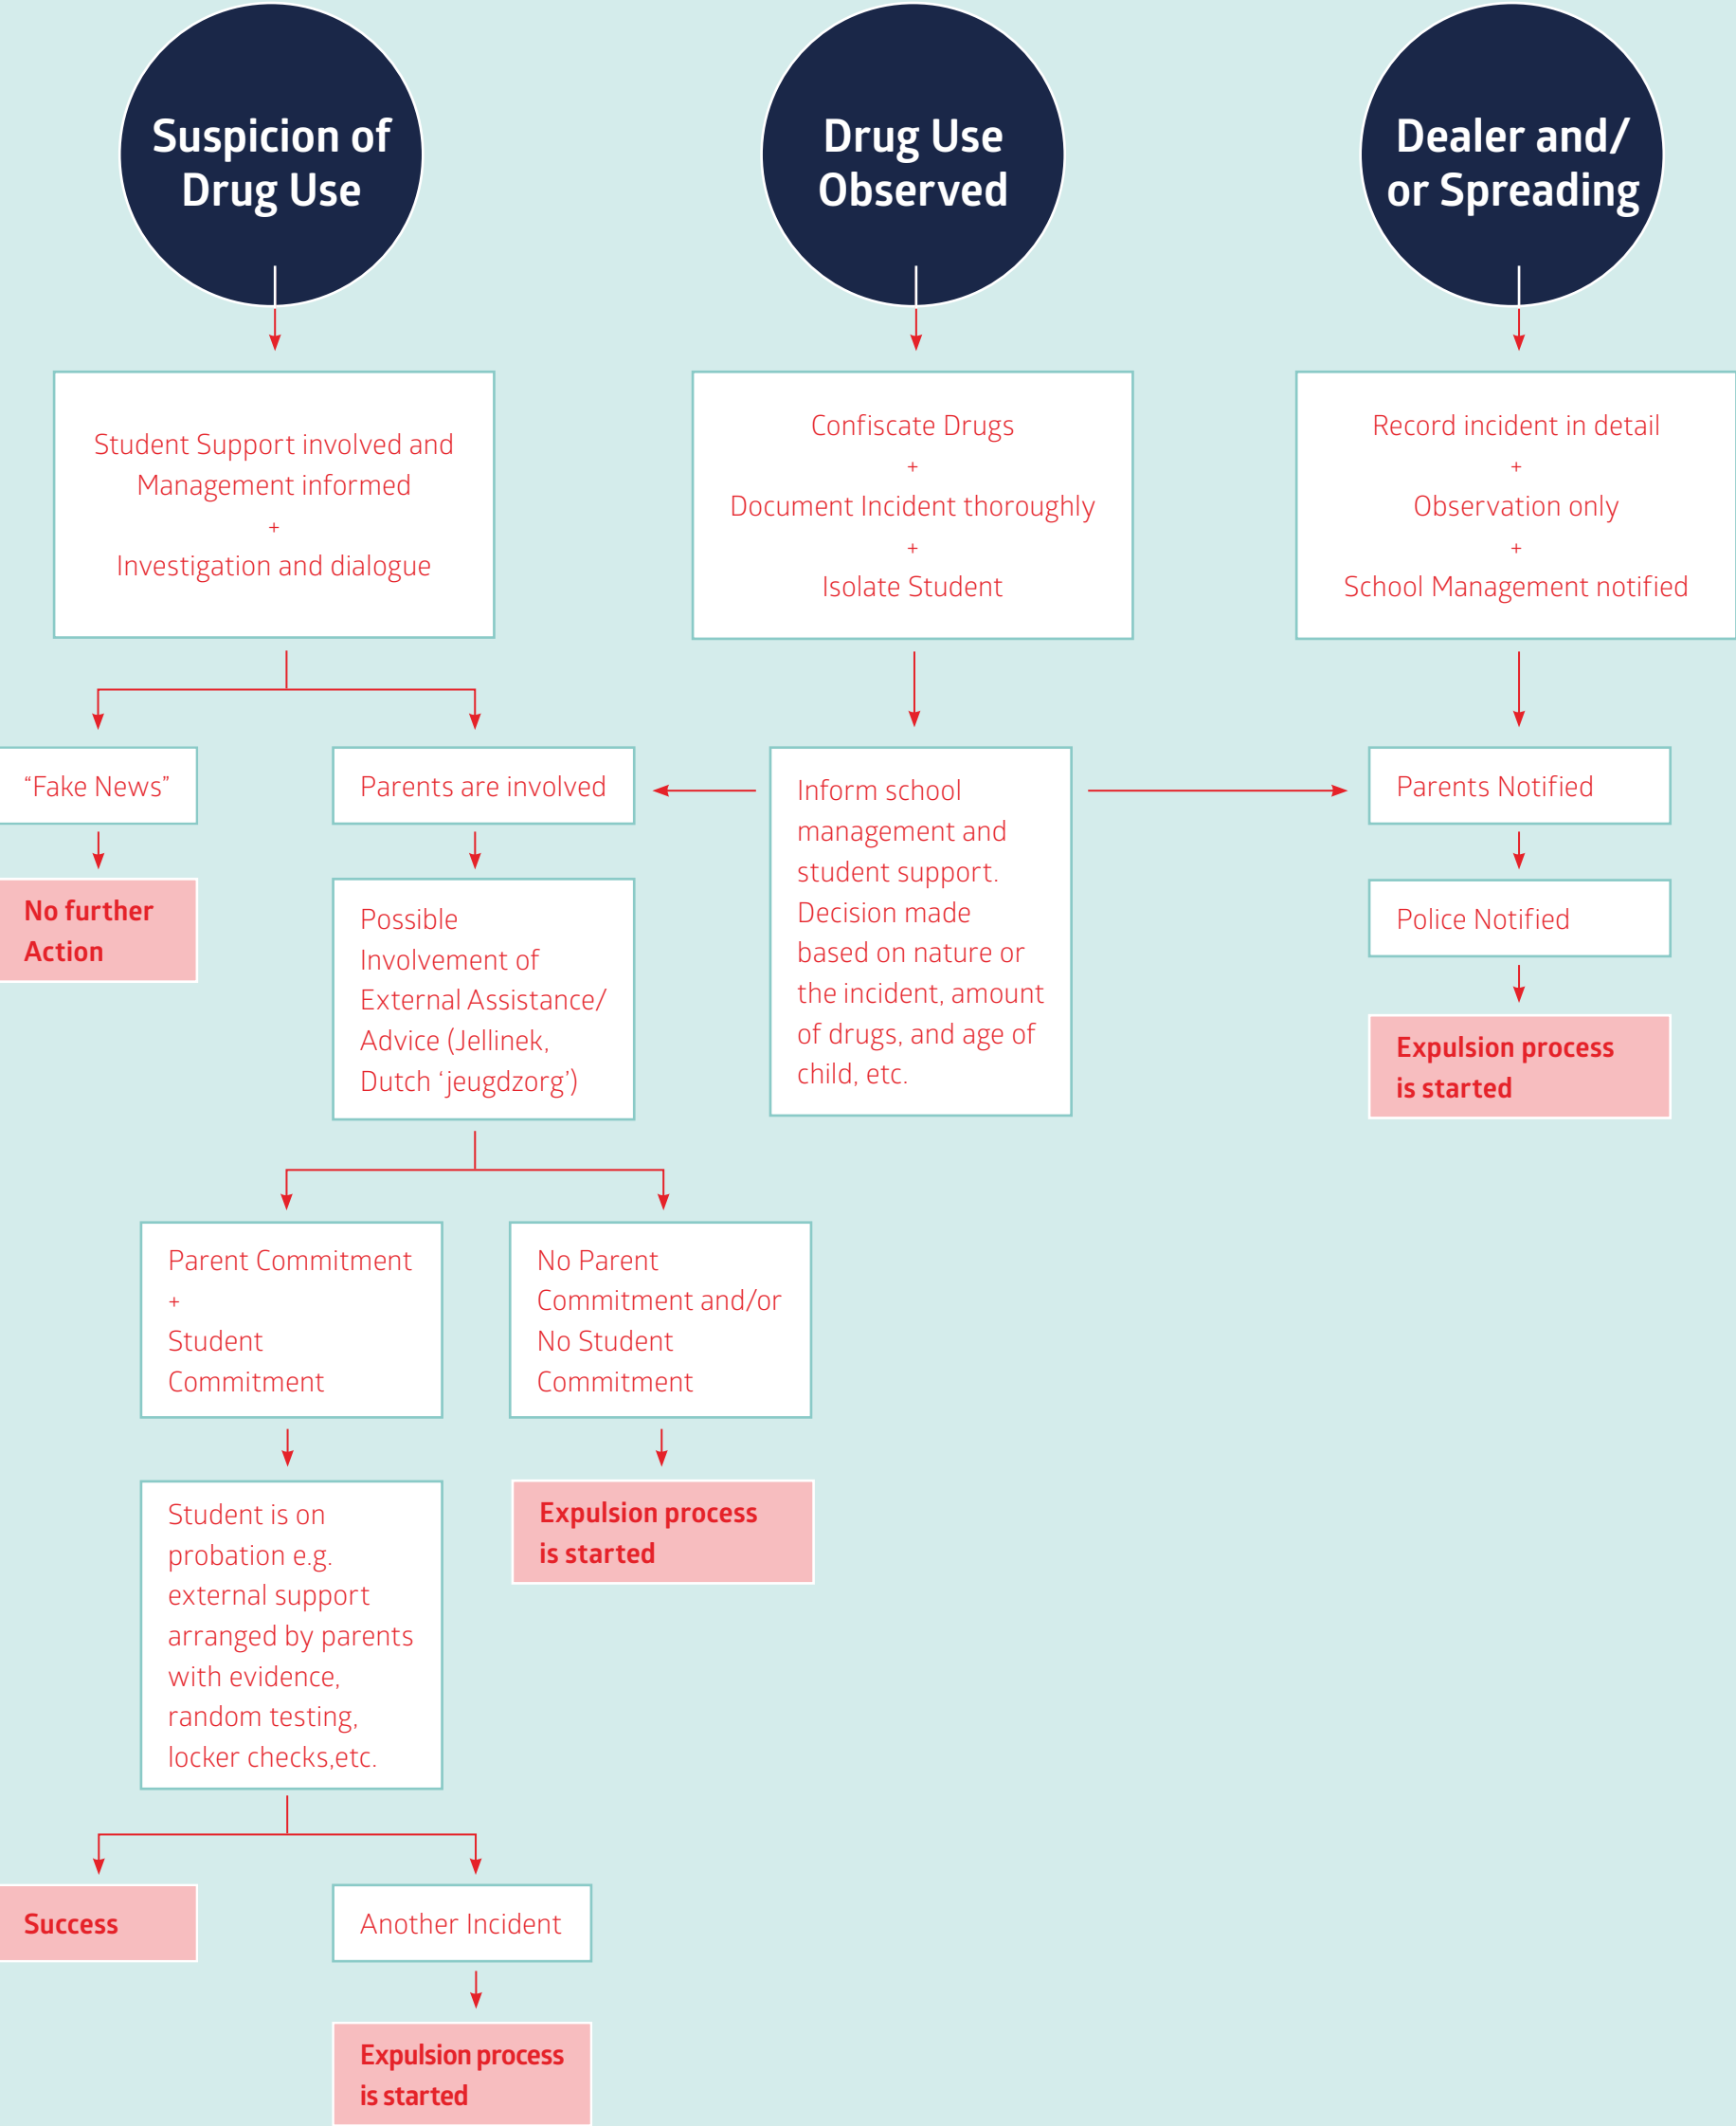 Suspicion of
Drug Use
Drug Use
Observed
Dealer and/
or Spreading
Student Support involved and
Management informed
+
Investigation and dialogue
Confiscate Drugs
+
Document Incident thoroughly
+
Isolate Student
Record incident in detail
+
Observation only
+
School Management notified
“Fake News”
No further
Action
Parents are involved
Possible
Involvement of
External Assistance/
Advice (Jellinek,
Dutch ‘jeugdzorg’)
Inform school
management and
student support.
Decision made
based on nature or
the incident, amount
of drugs, and age of
child, etc.
Parents Notified
Police Notified
Expulsion process
is started
Parent Commitment
+
Student
Commitment
No Parent
Commitment and/or
No Student
Commitment
Student is on
probation e.g.
external support
arranged by parents
with evidence,
random testing,
locker checks,etc.
Expulsion process
is started
Success
Another Incident
Expulsion process
is started